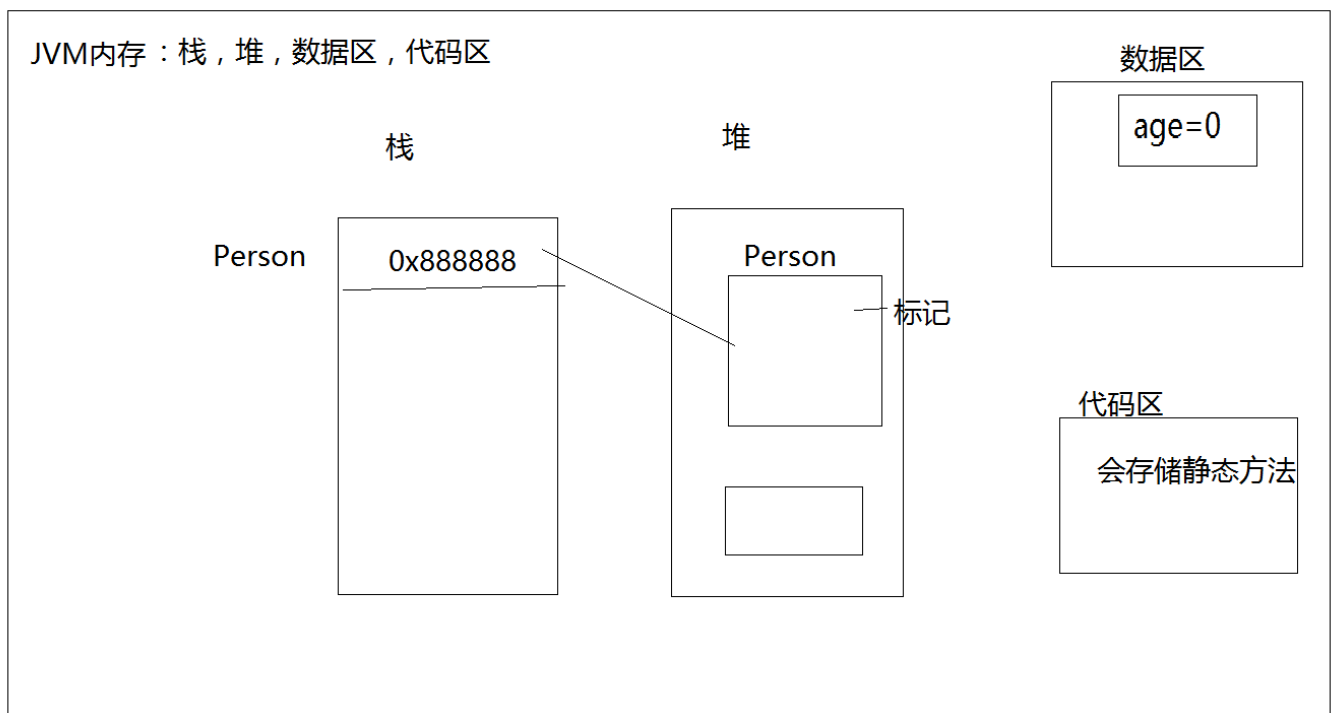 JVM内存：栈，堆，数据区，代码区
数据区
age=0
栈
堆
Person
0x888888
Person
标记
代码区
会存储静态方法